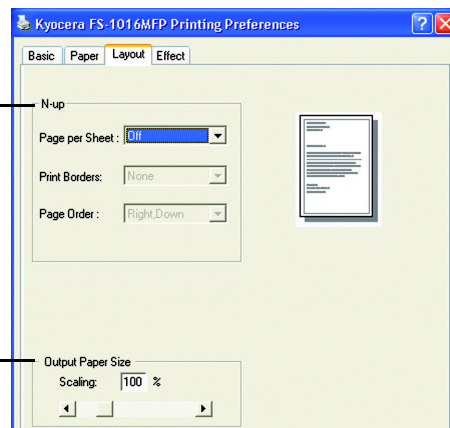 Kyocera FS-1016MFP Printing Preferences
Basic Paper Layout Effect
N-up
Page per Sheet : Off
Print Borders: None
Page Order : Right,Down
Output Paper Size
Scaling: 100 %